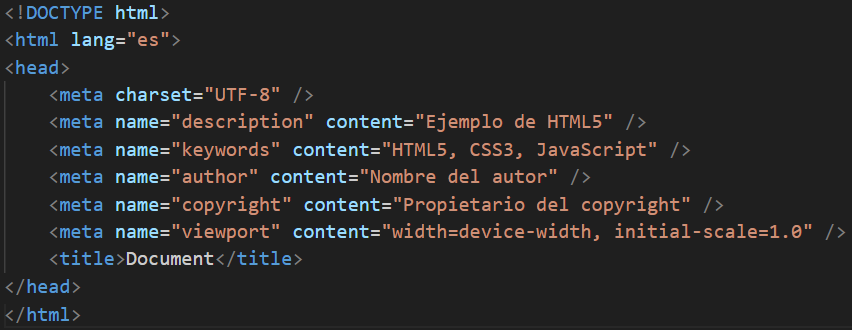 <!DOCTYPE html>
<html lang="es">
<head>
    <meta charset="UTF-8" />
    <meta name="description" content="Ejemplo de HTML5" />
    <meta name="keywords" content="HTML5, CSS3, JavaScript" />
    <meta name="author" content="Nombre del autor" />
    <meta name="copyright" content="Propietario del copyright" />
    <meta name="viewport" content="width=device-width, initial-scale=1.0" />
    <title>Document</title>
</head>
</html>